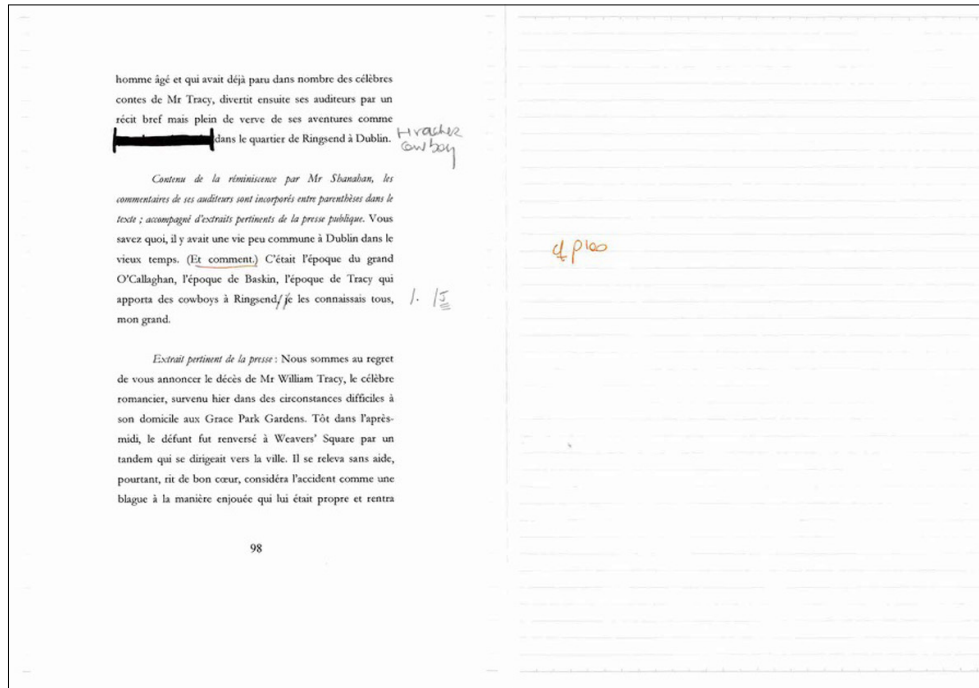 homme âgé et qui avait déjà paru dans nombre des célèbres
contes de Mr Tracy, divertit ensuite ses auditeurs par un
récit bref mais plein de verve de ses aventures comme
dans le quartier de Ringsend à Dublin.
cowboy
Contenu de la réminiscence par Mr Shanahan, les
commentaires de ses auditeurs sont incorporés entre parenthèses dans le
texte ; accompagné d'extraits pertinents de la presse publique. Vous
savez quoi, il y avait une vie peu commune à Dublin dans le
vieux temps. (Et comment.) C'était l'époque du grand
O'Callaghan, l'époque de Baskin, l'époque de Tracy qui
apporta des cowboys à Ringsend/ je les connaissais tous, /. /J
mon grand.
Extrait pertinent de la presse : Nous sommes au regret
de vous annoncer le décès de Mr William Tracy, le célèbre
romancier, survenu hier dans des circonstances difficiles à
son domicile aux Grace Park Gardens. Tôt dans l'après-
midi, le défunt fut renversé à Weavers' Square par un
tandem qui se dirigeait vers la ville. Il se releva sans aide,
pourtant, rit de bon cœur, considéra l'accident comme une
blague à la manière enjouée qui lui était propre et rentra
98